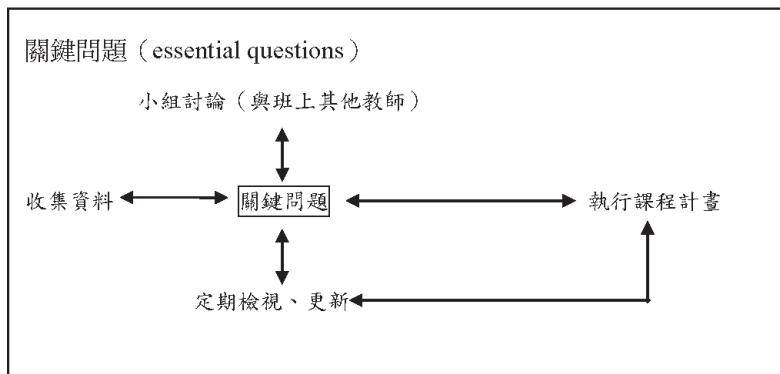 關鍵問題（essential questions）
小組討論（與班上其他教師）
收集資料 關鍵問題 執行課程計畫
定期檢視、更新